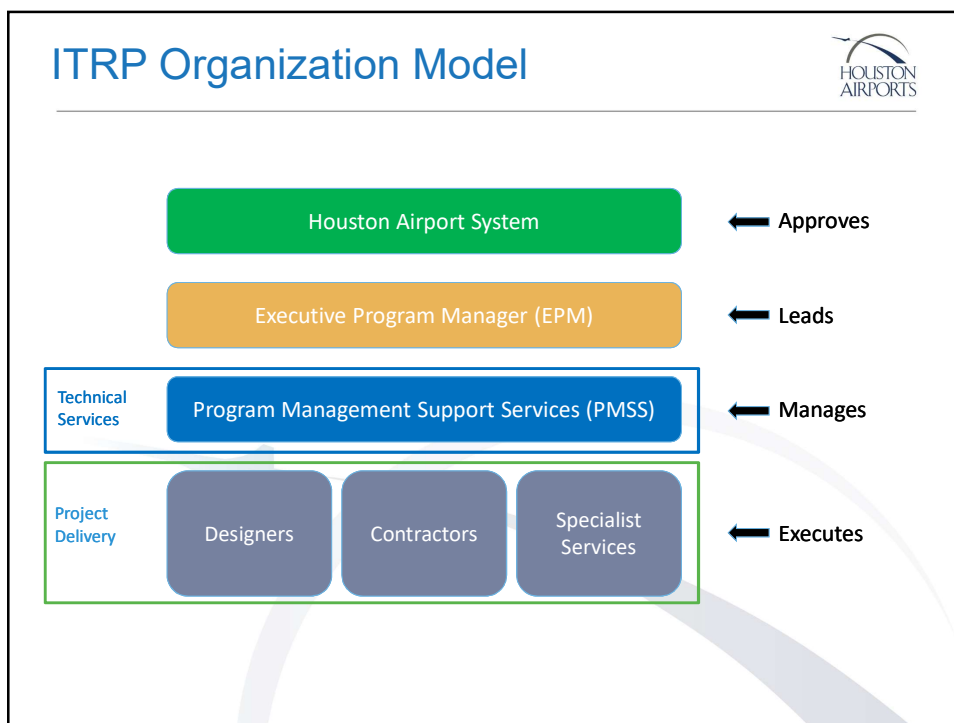 ITRP Organization Model
HOUSTON
AIRPORTS
Houston Airport System
Approves
Executive Program Manager (EPM)
Leads
Technical
Services
Program Management Support Services (PMSS)
Manages
Project
Delivery
Designers
Contractors
Specialist
Services
Executes